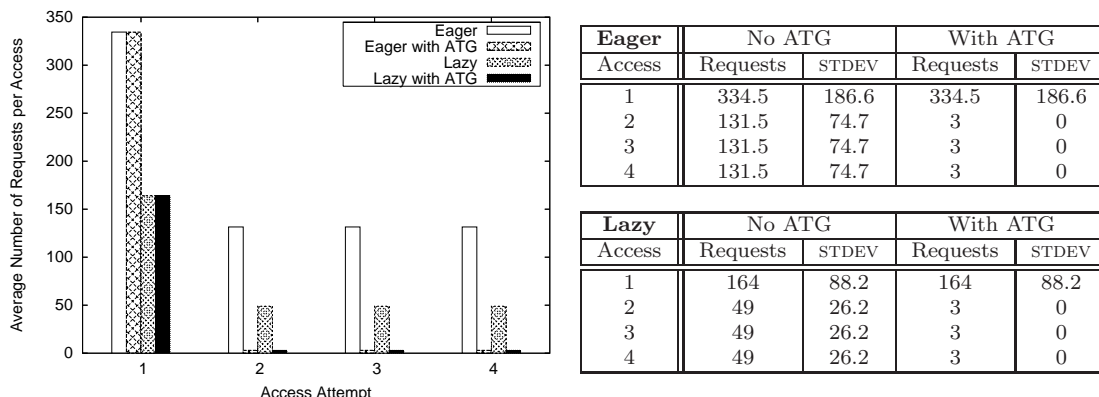 350
300
250
200
150
100
50
0
Average Number of Requests per Access
Eager
Eager with ATG
Lazy
Lazy with ATG
1 2 3 4
Access Attempt
Eager No ATG With ATG
Access Requests STDEV Requests STDEV
1 334.5 186.6 334.5 186.6
2 131.5 74.7 3 0
3 131.5 74.7 3 0
4 131.5 74.7 3 0
Lazy No ATG With ATG
Access Requests STDEV Requests STDEV
1 164 88.2 164 88.2
2 49 26.2 3 0
3 49 26.2 3 0
4 49 26.2 3 0